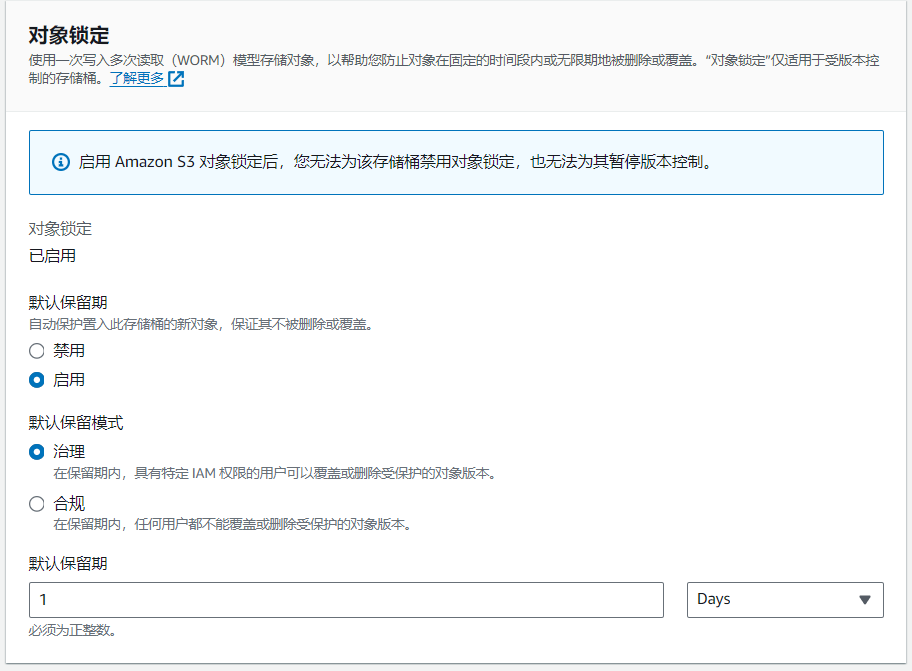 对象锁定
使用一次写入多次读取（WORM）模型存储对象，以帮助您防止对象在固定的时间段内或无限期地被删除或覆盖。“对象锁定”仅适用于受版本控
制的存储桶。了解更多
启用 Amazon S3 对象锁定后，您无法为该存储桶禁用对象锁定，也无法为其暂停版本控制。
对象锁定
已启用
默认保留期
自动保护置入此存储桶的新对象，保证其不被删除或覆盖。
禁用
启用
默认保留模式
治理
在保留期内，具有特定 IAM 权限的用户可以覆盖或删除受保护的对象版本。
合规
在保留期内，任何用户都不能覆盖或删除受保护的对象版本。
默认保留期
1 Days
必须为正整数。